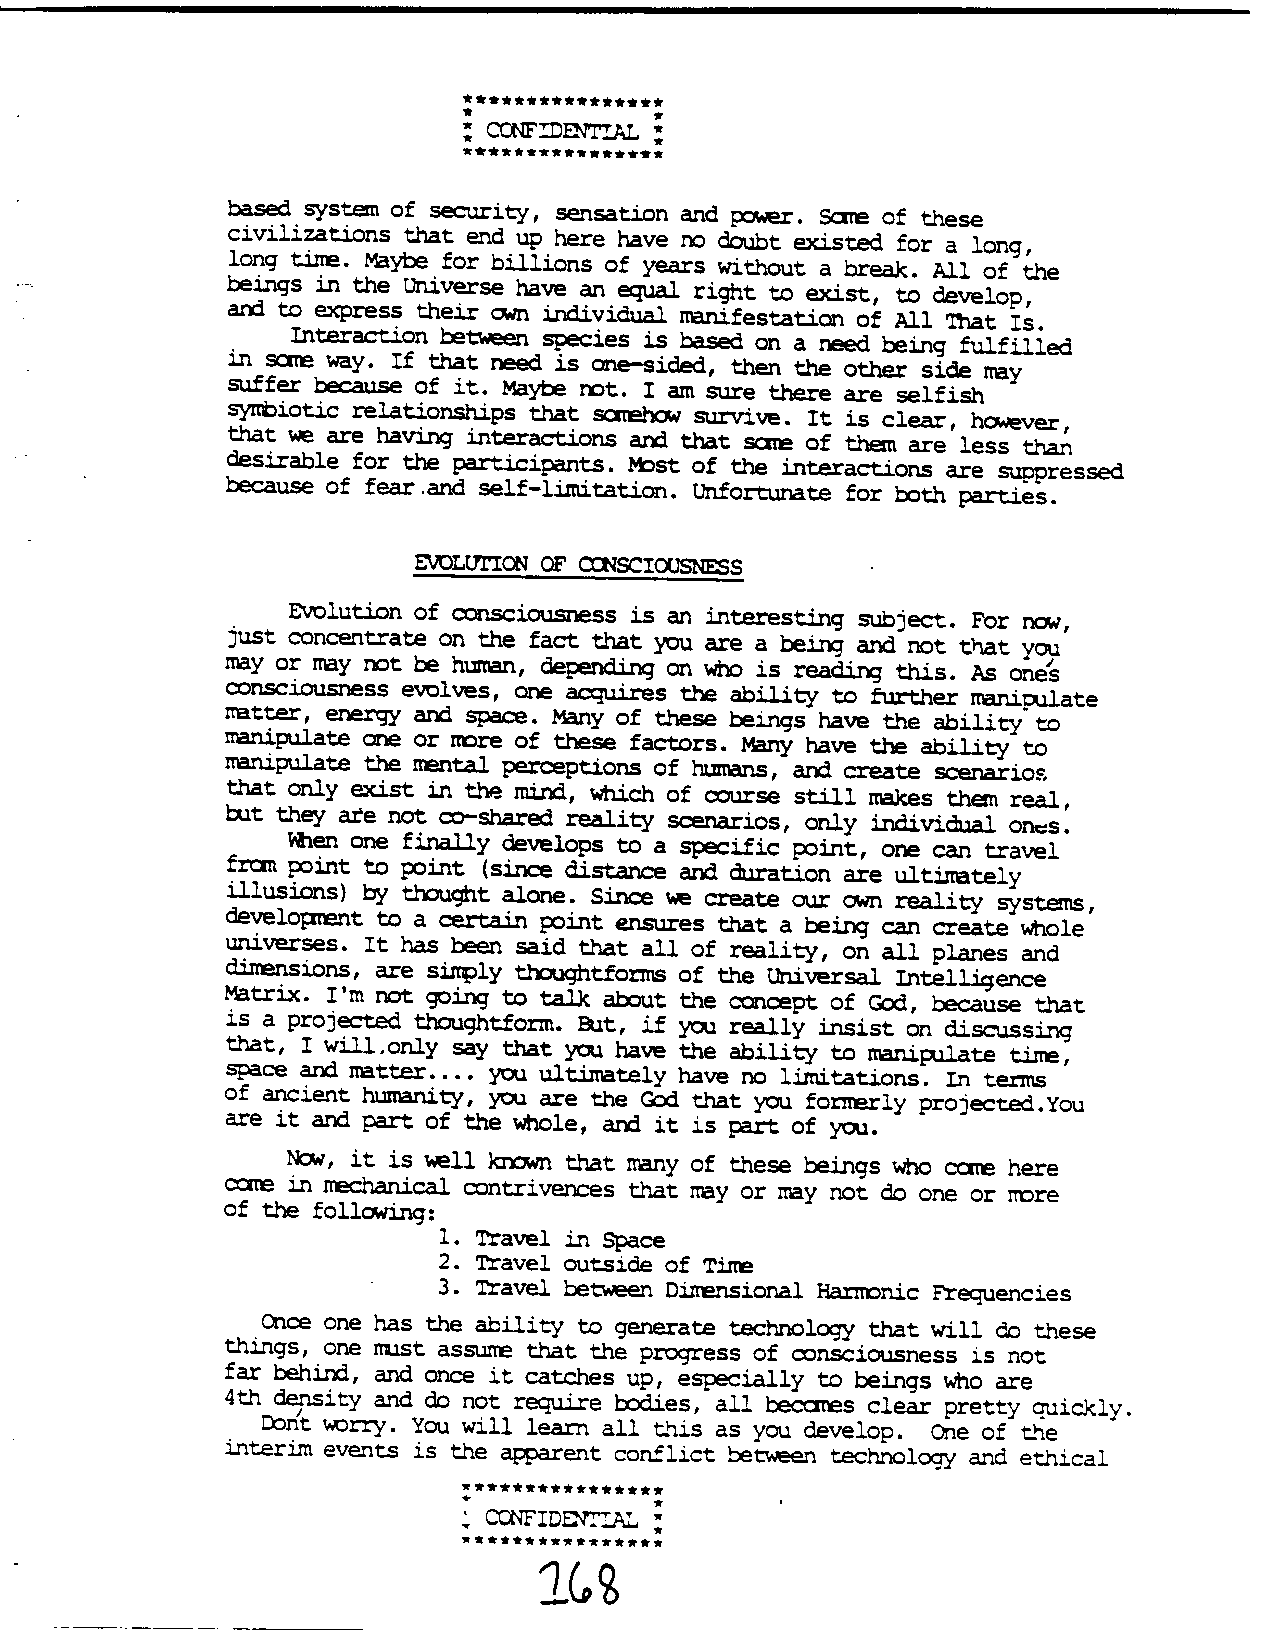 ****************
* CONFIDENTIAL *
****************
based system of security, sensation and power. Some of these
civilizations that end up here have no doubt existed for a long,
long time. Maybe for billions of years without a break. All of the
beings in the Universe have an equal right to exist, to develop,
and to express their own individual manifestation of All That Is.
Interaction between species is based on a need being fulfilled
in some way. If that need is one-sided, then the other side may
suffer because of it. Maybe not. I am sure there are selfish
symbiotic relationships that somehow survive. It is clear, however,
that we are having interactions and that some of them are less than
desirable for the participants. Most of the interactions are suppressed
because of fear.and self-limitation. Unfortunate for both parties.
EVOLUTION OF CONSCIOUSNESS
Evolution of consciousness is an interesting subject. For now,
just concentrate on the fact that you are a being and not that you
may or may not be human, depending on who is reading this. As one's
consciousness evolves, one acquires the ability to further manipulate
matter, energy and space. Many of these beings have the ability to
manipulate one or more of these factors. Many have the ability to
manipulate the mental perceptions of humans, and create scenarios
that only exist in the mind, which of course still makes them real,
but they are not co-shared reality scenarios, only individual ones.
When one finally develops to a specific point, one can travel
from point to point (since distance and duration are ultimately
illusions) by thought alone. Since we create our own reality systems,
development to a certain point ensures that a being can create whole
universes. It has been said that all of reality, on all planes and
dimensions, are simply thoughtforms of the Universal Intelligence
Matrix. I'm not going to talk about the concept of God, because that
is a projected thoughtform. But, if you really insist on discussing
that, I will.only say that you have the ability to manipulate time,
space and matter.... you ultimately have no limitations. In terms
of ancient humanity, you are the God that you formerly projected.You
are it and part of the whole, and it is part of you.
Now, it is well known that many of these beings who come here
come in mechanical contrivences that may or may not do one or more
of the following:
1. Travel in Space
2. Travel outside of Time
3. Travel between Dimensional Harmonic Frequencies
Once one has the ability to generate technology that will do these
things, one must assume that the progress of consciousness is not
far behind, and once it catches up, especially to beings who are
4th density and do not require bodies, all becomes clear pretty quickly.
Don't worry. You will learn all this as you develop. One of the
interim events is the apparent conflict between technology and ethical
****************
* CONFIDENTIAL *
****************
168